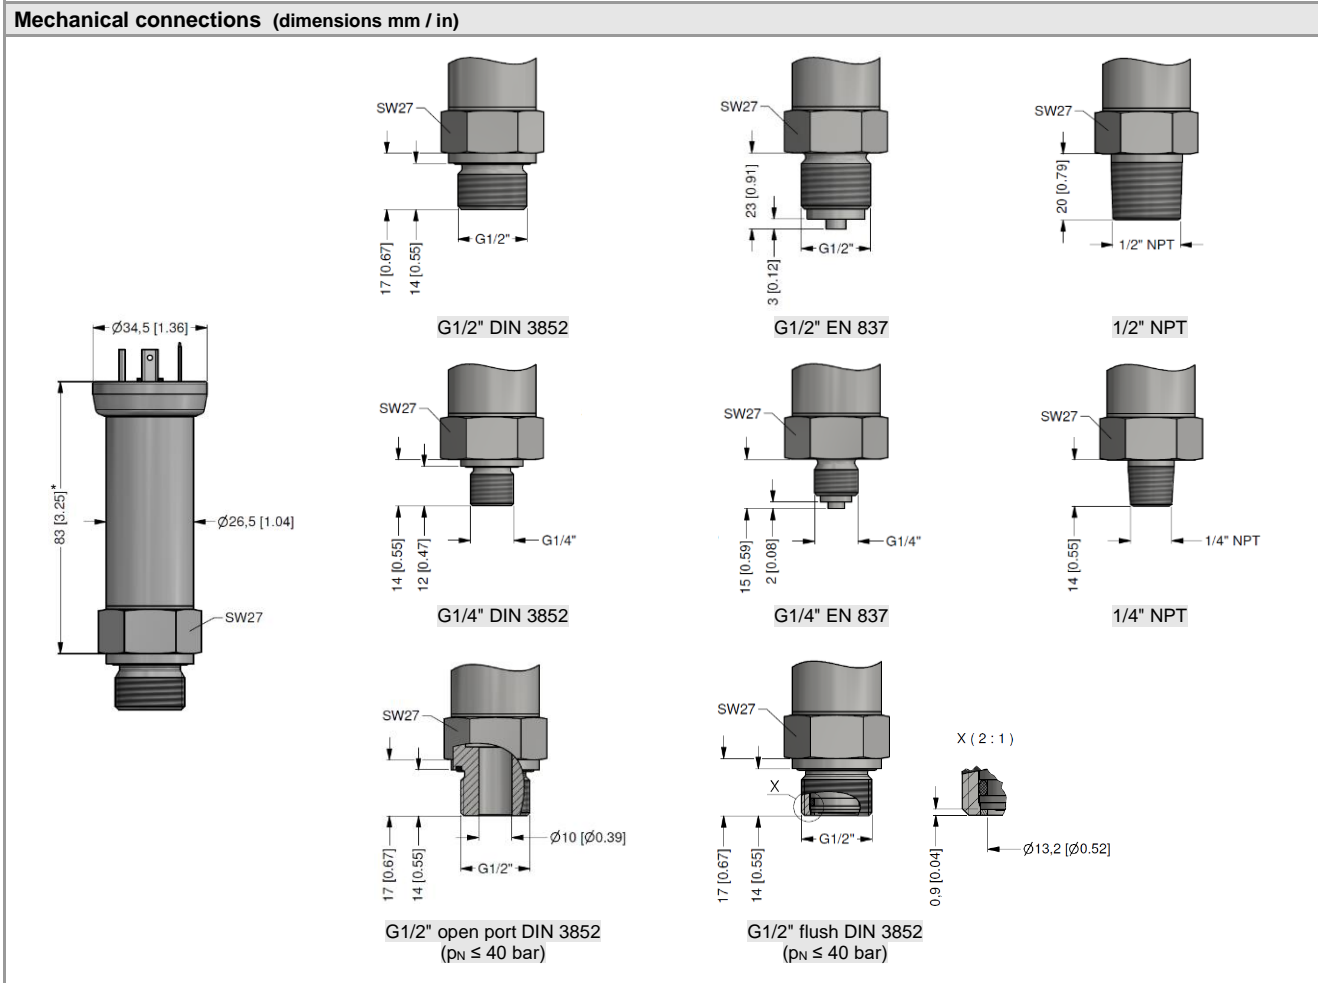 Mechanical connections (dimensions mm / in)
SW27
17 [0.67]
14 [0.55]
G1/2"
G1/2" DIN 3852
SW27
23 [0.91]
3 [0.12]
G1/2"
G1/2" EN 837
SW27
20 [0.79]
1/2" NPT
1/2" NPT
Ø34,5 [1.36]
83 [3.25]*
Ø26,5 [1.04]
SW27
SW27
14 [0.55]
12 [0.47]
G1/4"
G1/4" DIN 3852
SW27
15 [0.59]
2 [0.08]
G1/4"
G1/4" EN 837
SW27
14 [0.55]
1/4" NPT
1/4" NPT
SW27
17 [0.67]
14 [0.55]
Ø10 [Ø0.39]
G1/2"
G1/2" open port DIN 3852
(pN ≤ 40 bar)
SW27
X
17 [0.67]
14 [0.55]
G1/2"
X ( 2 : 1 )
0,9 [0.04]
Ø13,2 [Ø0.52]
G1/2" flush DIN 3852
(pN ≤ 40 bar)